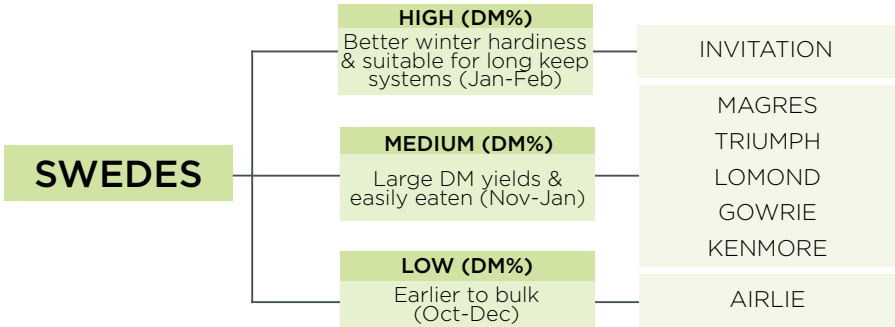 SWEDES
HIGH (DM%)
Better winter hardiness
& suitable for long keep
systems (Jan-Feb)
INVITATION
MEDIUM (DM%)
Large DM yields &
easily eaten (Nov-Jan)
MAGRES
TRIUMPH
LOMOND
GOWRIE
KENMORE
LOW (DM%)
Earlier to bulk
(Oct-Dec)
AIRLIE